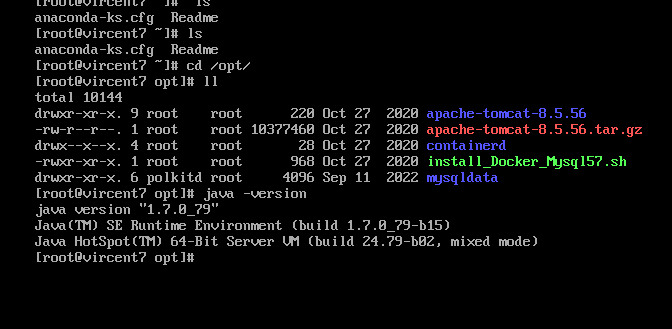 [root@vircent7 ~]# ls
anaconda-ks.cfg  Readme
[root@vircent7 ~]# ls
anaconda-ks.cfg  Readme
[root@vircent7 ~]# cd /opt/
[root@vircent7 opt]# ll
total 10144
drwxr-xr-x. 9 root    root      220 Oct 27  2020 apache-tomcat-8.5.56
-rw-r--r--. 1 root    root 10377460 Oct 27  2020 apache-tomcat-8.5.56.tar.gz
drwx--x--x. 4 root    root       28 Oct 27  2020 containerd
-rwxr-xr-x. 1 root    root      968 Oct 27  2020 install_Docker_Mysql57.sh
drwxr-xr-x. 6 polkitd root     4096 Sep 11  2022 mysqldata
[root@vircent7 opt]# java -version
java version "1.7.0_79"
Java(TM) SE Runtime Environment (build 1.7.0_79-b15)
Java HotSpot(TM) 64-Bit Server VM (build 24.79-b02, mixed mode)
[root@vircent7 opt]#